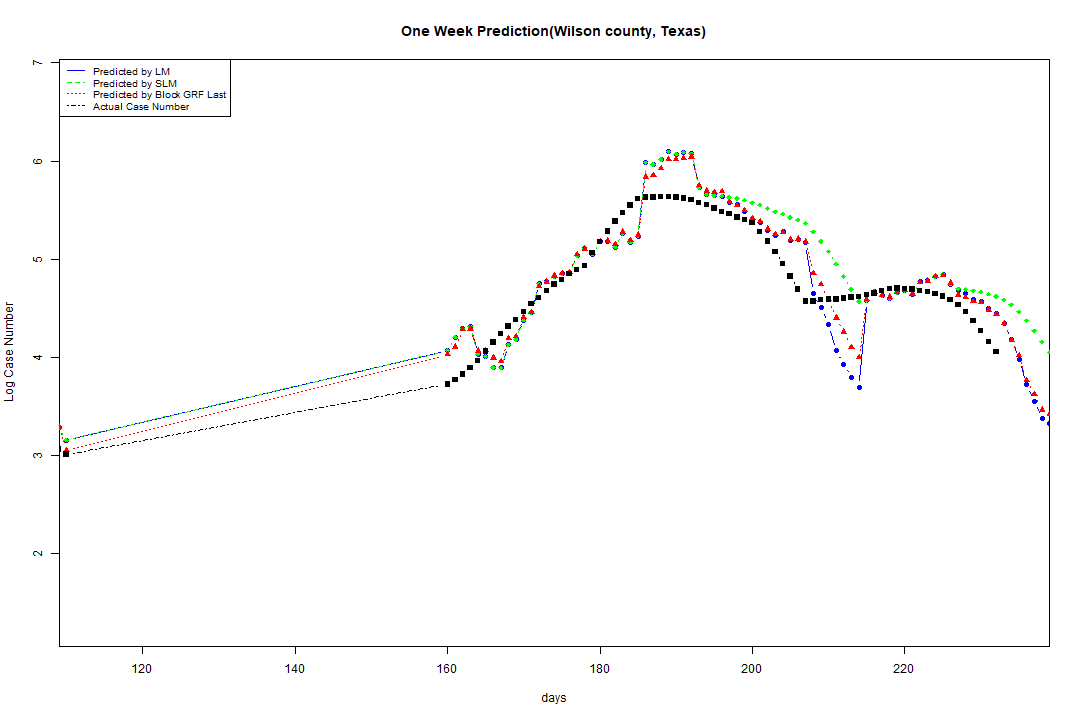 One Week Prediction(Wilson county, Texas)
Predicted by LM
Predicted by SLM
Predicted by Block GRF Last
Actual Case Number
Log Case Number
7
6
5
4
3
2
120 140 160 180 200 220
days